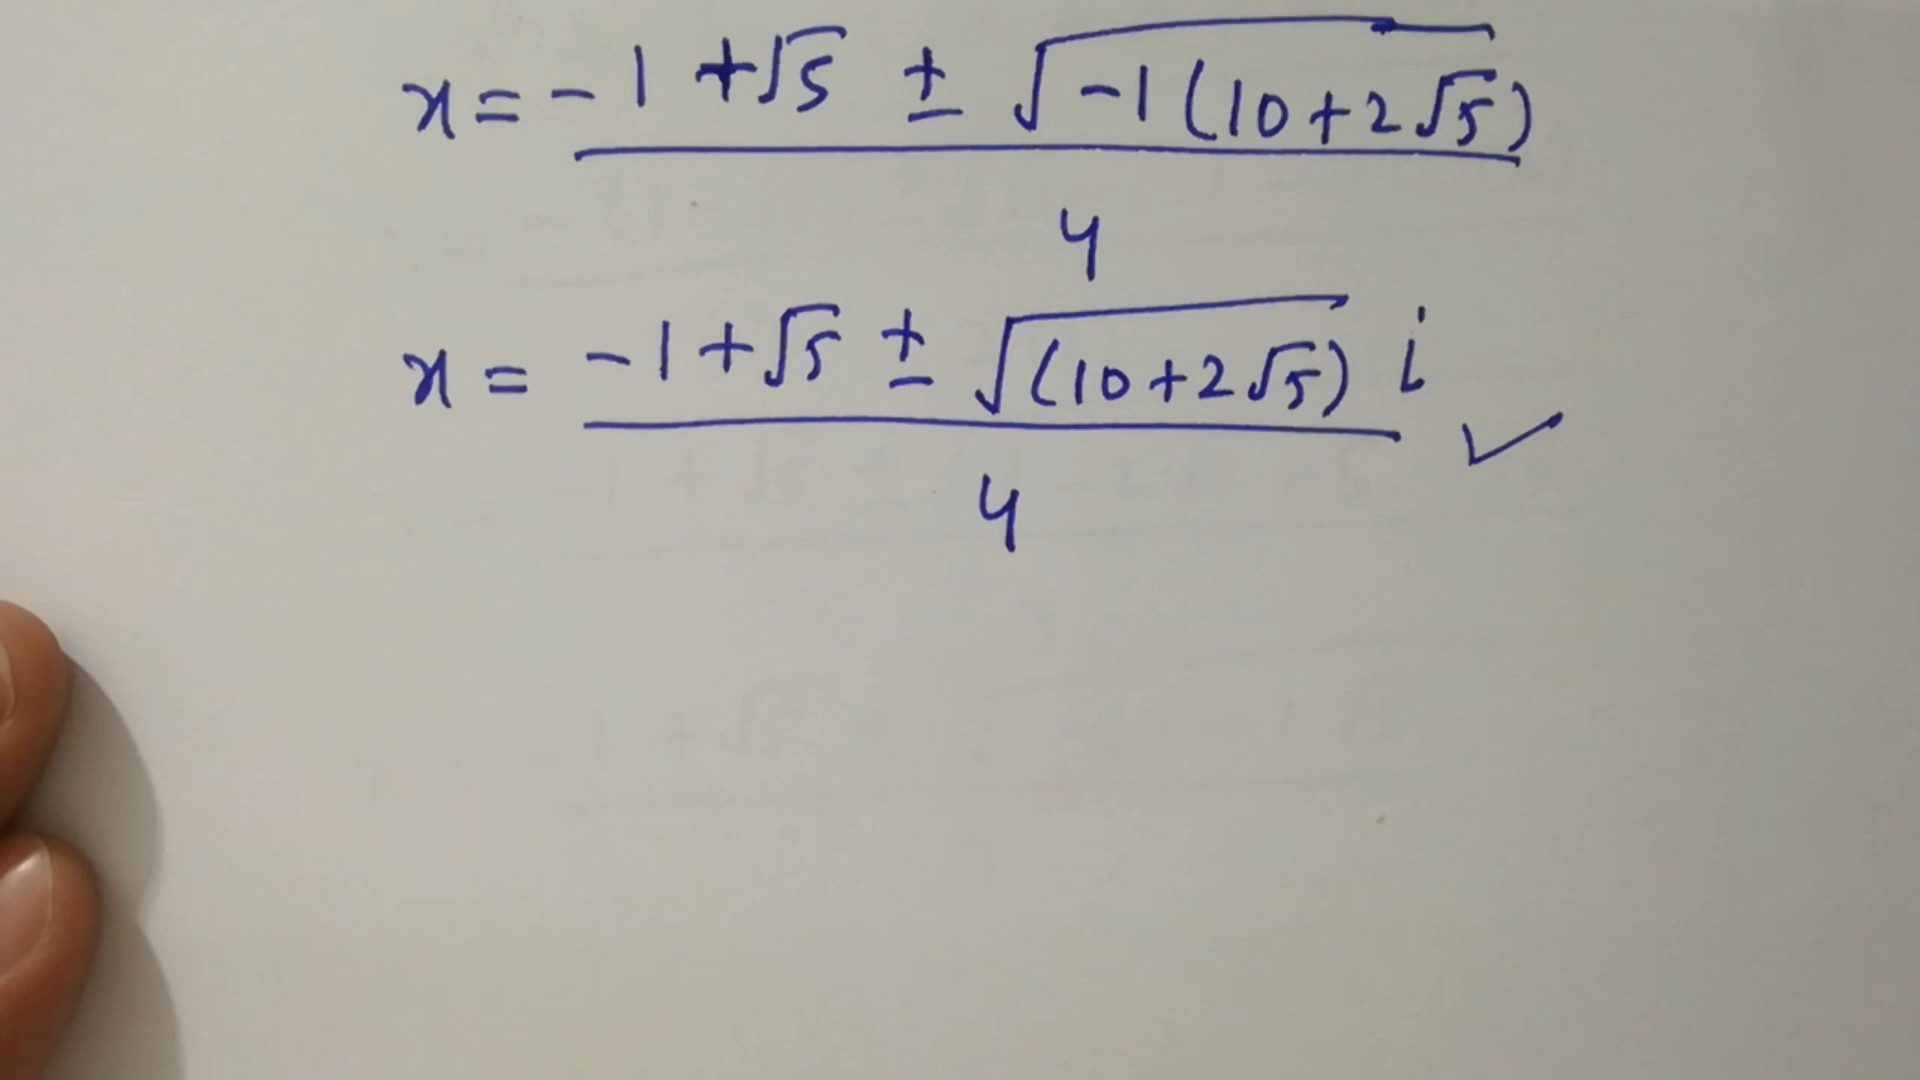 x = -1 + √5 ± √-1(10+2√5)
4
x = -1 + √5 ± √(10+2√5) i
4